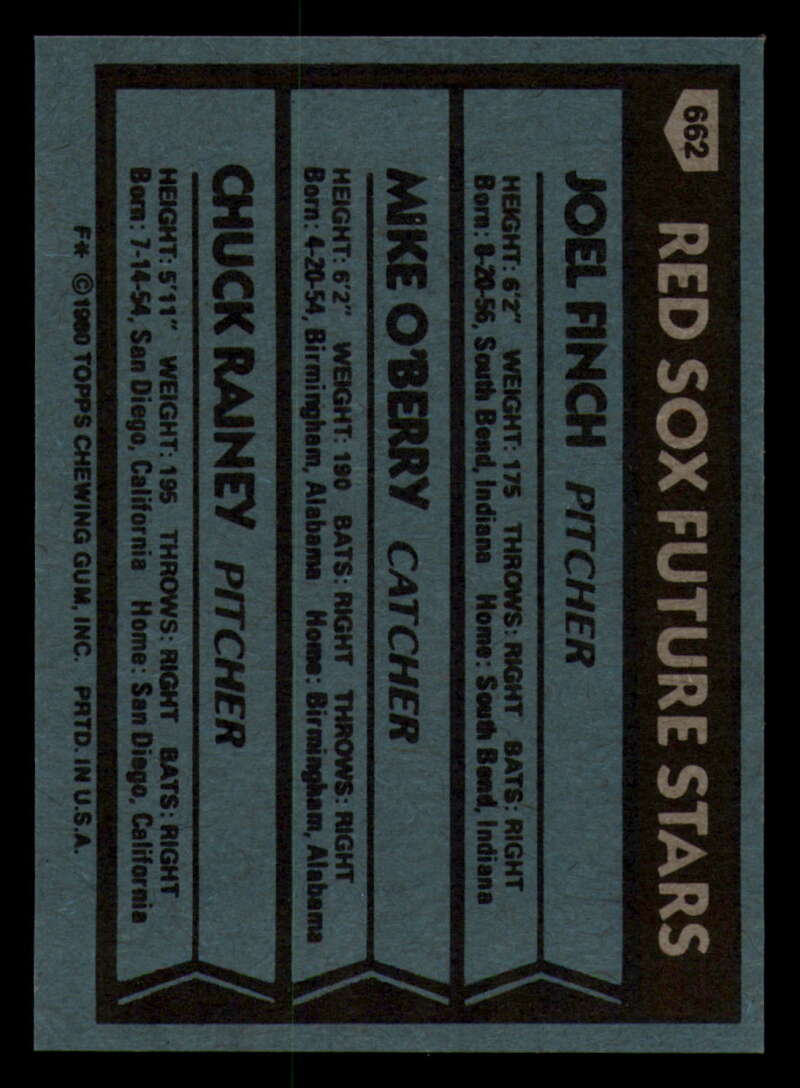 662
RED SOX FUTURE STARS
JOEL FINCH PITCHER
HEIGHT: 6'2" WEIGHT: 175 THROWS: RIGHT BATS: RIGHT
Born: 8-20-56, South Bend, Indiana Home: South Bend, Indiana
MIKE O'BERRY CATCHER
HEIGHT: 6'2" WEIGHT: 190 BATS: RIGHT THROWS: RIGHT
Born: 4-20-54, Birmingham, Alabama Home: Birmingham, Alabama
CHUCK RAINEY PITCHER
HEIGHT: 5'11" WEIGHT: 195 THROWS: RIGHT BATS: RIGHT
Born: 7-14-54, San Diego, California Home: San Diego, California
F* ©1980 TOPPS CHEWING GUM, INC. PRTD. IN U.S.A.